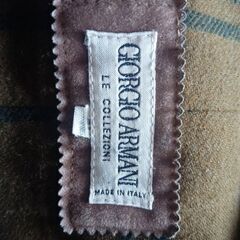 GIORGIO ARMANI
LE COLLEZIONI
MADE IN ITALY